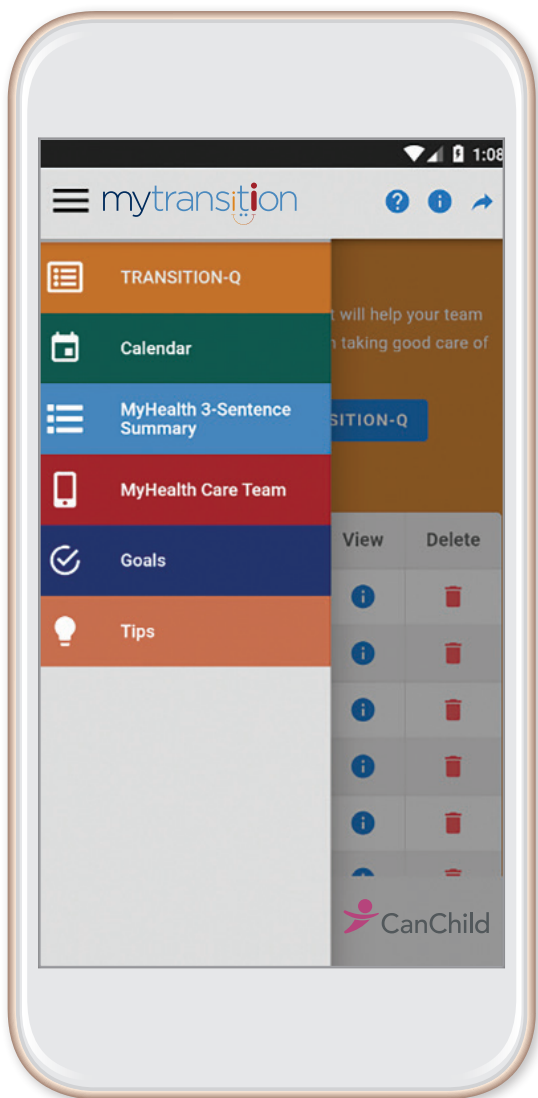 1:08
mytransition
TRANSITION-Q
Calendar
MyHealth 3-Sentence
Summary
MyHealth Care Team
Goals
Tips
will help your team
taking good care of
SITION-Q
View Delete
CanChild